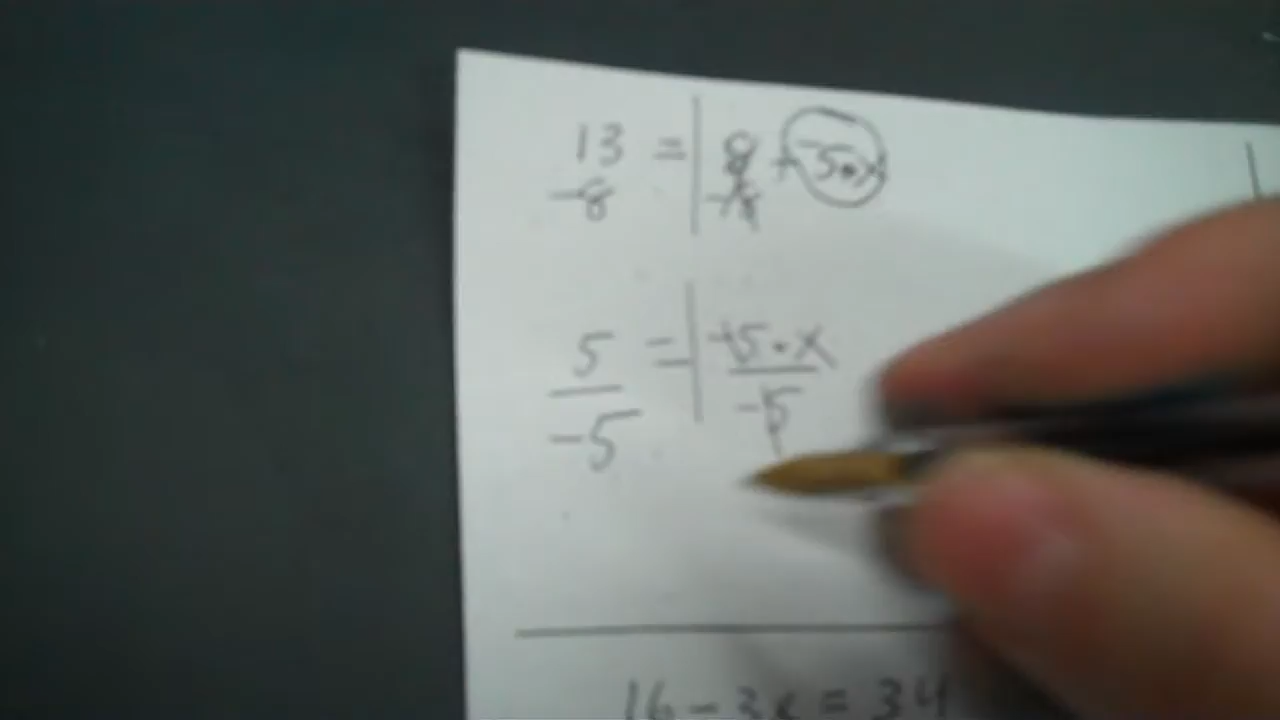 13 = 8 + -5 • x
-8 -8
5 = -5 • x
-5 -5
16 - 3x = 34